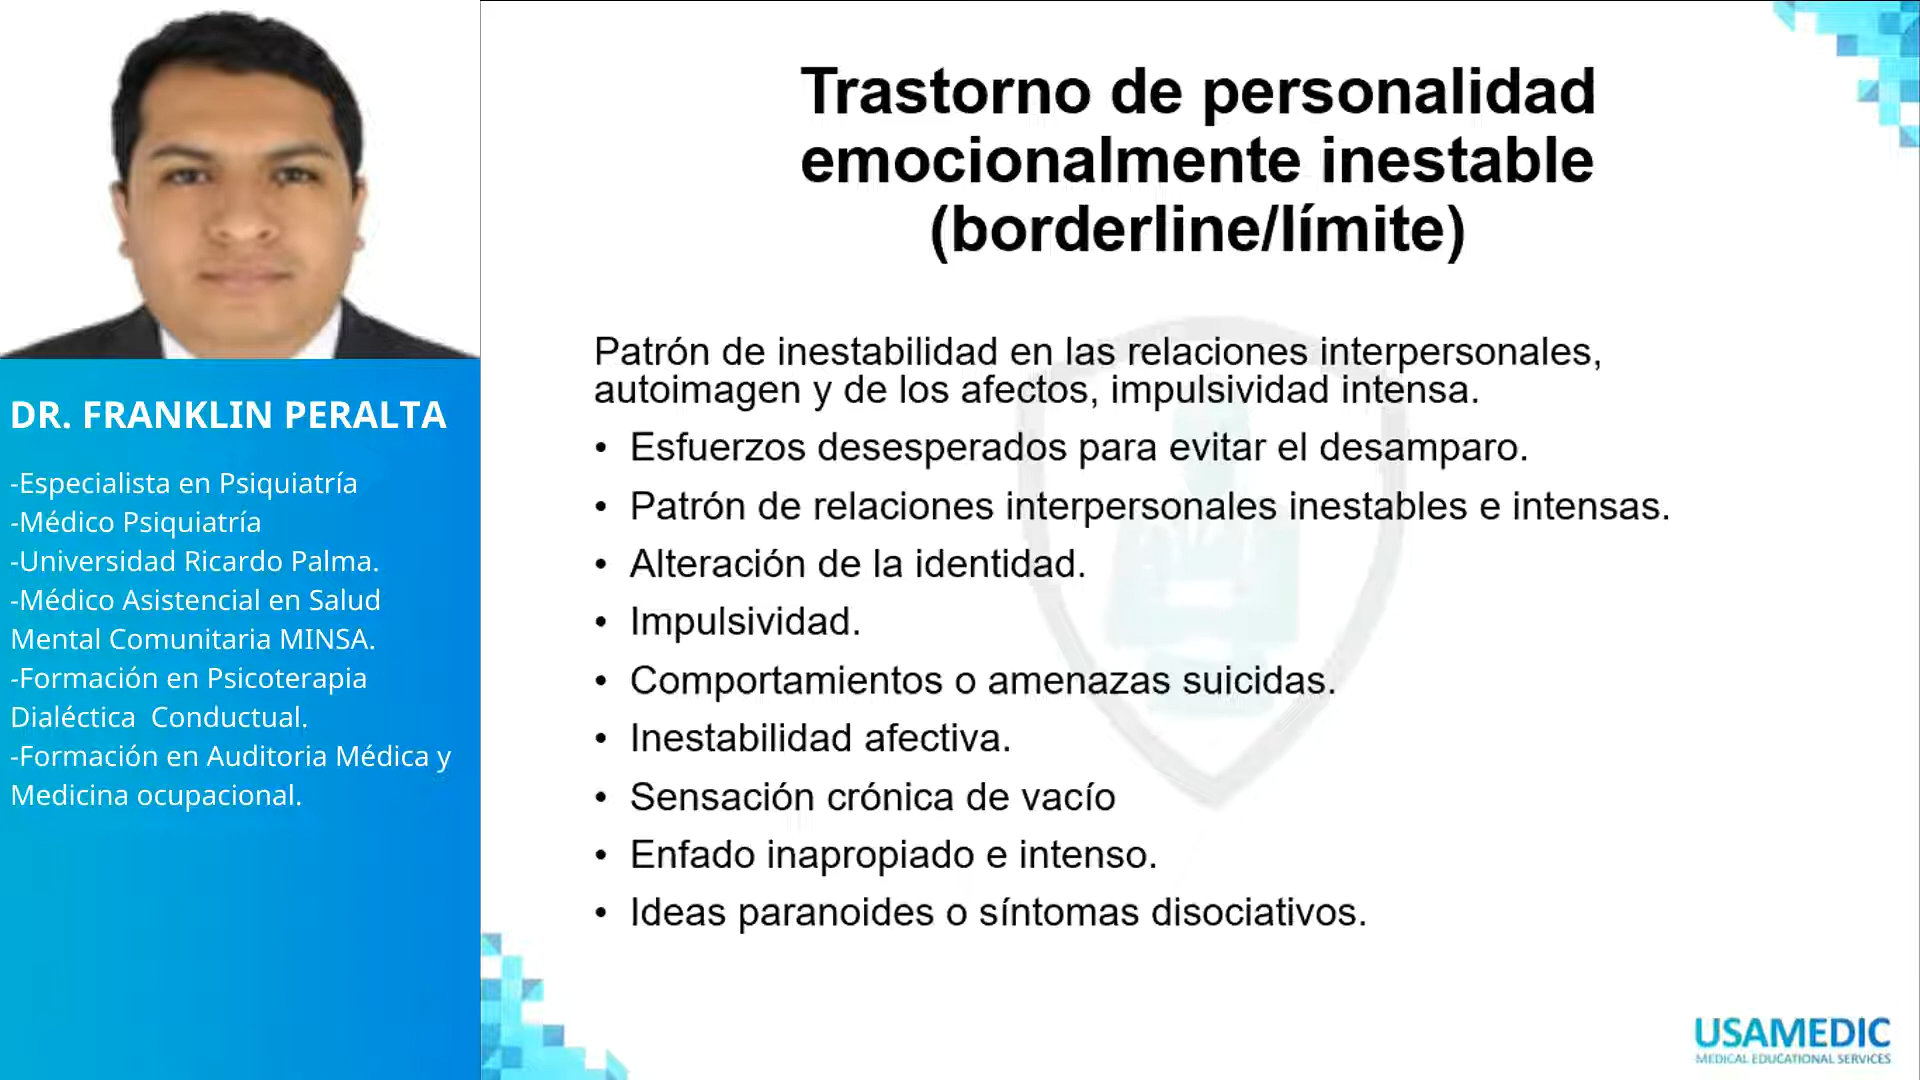 DR. FRANKLIN PERALTA
-Especialista en Psiquiatría
-Médico Psiquiatría
-Universidad Ricardo Palma.
-Médico Asistencial en Salud
Mental Comunitaria MINSA.
-Formación en Psicoterapia
Dialéctica  Conductual.
-Formación en Auditoria Médica y
Medicina ocupacional.
Trastorno de personalidad
emocionalmente inestable
(borderline/límite)
Patrón de inestabilidad en las relaciones interpersonales,
autoimagen y de los afectos, impulsividad intensa.
• Esfuerzos desesperados para evitar el desamparo.
• Patrón de relaciones interpersonales inestables e intensas.
• Alteración de la identidad.
• Impulsividad.
• Comportamientos o amenazas suicidas.
• Inestabilidad afectiva.
• Sensación crónica de vacío
• Enfado inapropiado e intenso.
• Ideas paranoides o síntomas disociativos.
USAMEDIC
MEDICAL EDUCATIONAL SERVICES